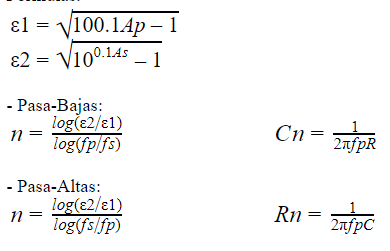 ε1 = √100.1Ap – 1
ε2 = √10^0.1As – 1
- Pasa-Bajas:
n = log(ε2/ε1)/log(fp/fs) Cn = 1/2πfpR
- Pasa-Altas:
n = log(ε2/ε1)/log(fs/fp) Rn = 1/2πfpC